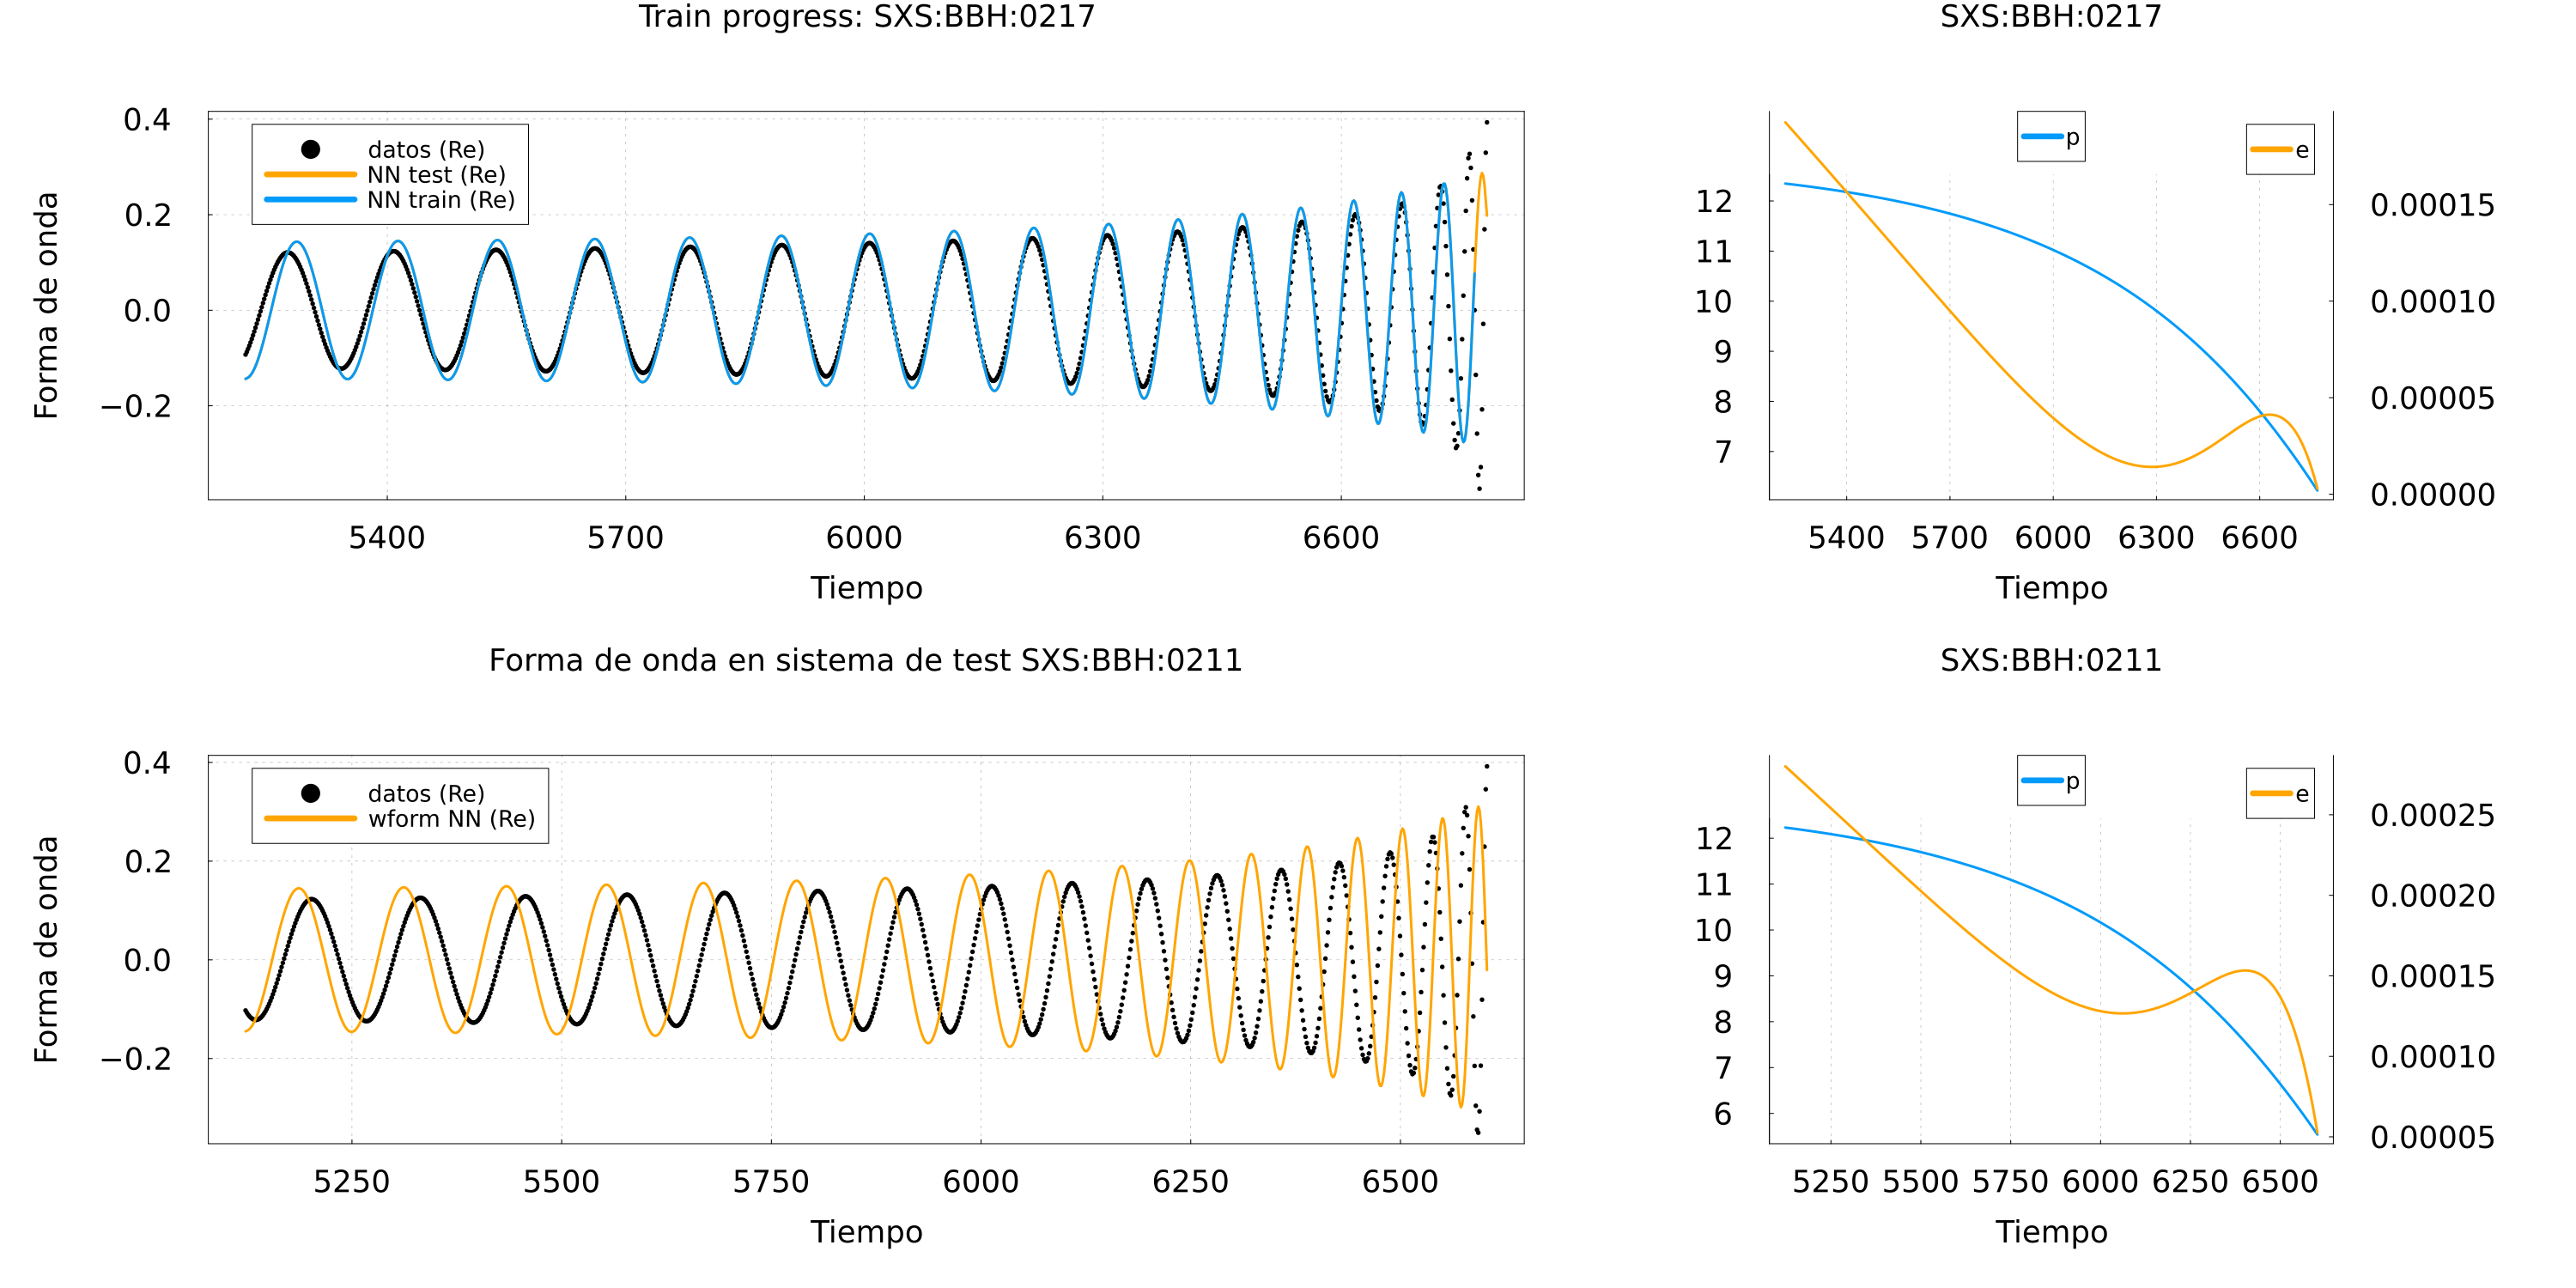 Train progress: SXS:BBH:0217
SXS:BBH:0217
0.4
0.2
0.0
−0.2
Forma de onda
datos (Re)
NN test (Re)
NN train (Re)
5400 5700 6000 6300 6600
Tiempo
12
11
10
9
8
7
p
e
0.00015
0.00010
0.00005
0.00000
5400 5700 6000 6300 6600
Tiempo
Forma de onda en sistema de test SXS:BBH:0211
SXS:BBH:0211
0.4
0.2
0.0
−0.2
Forma de onda
datos (Re)
wform NN (Re)
5250 5500 5750 6000 6250 6500
Tiempo
12
11
10
9
8
7
6
p
e
0.00025
0.00020
0.00015
0.00010
0.00005
5250 5500 5750 6000 6250 6500
Tiempo